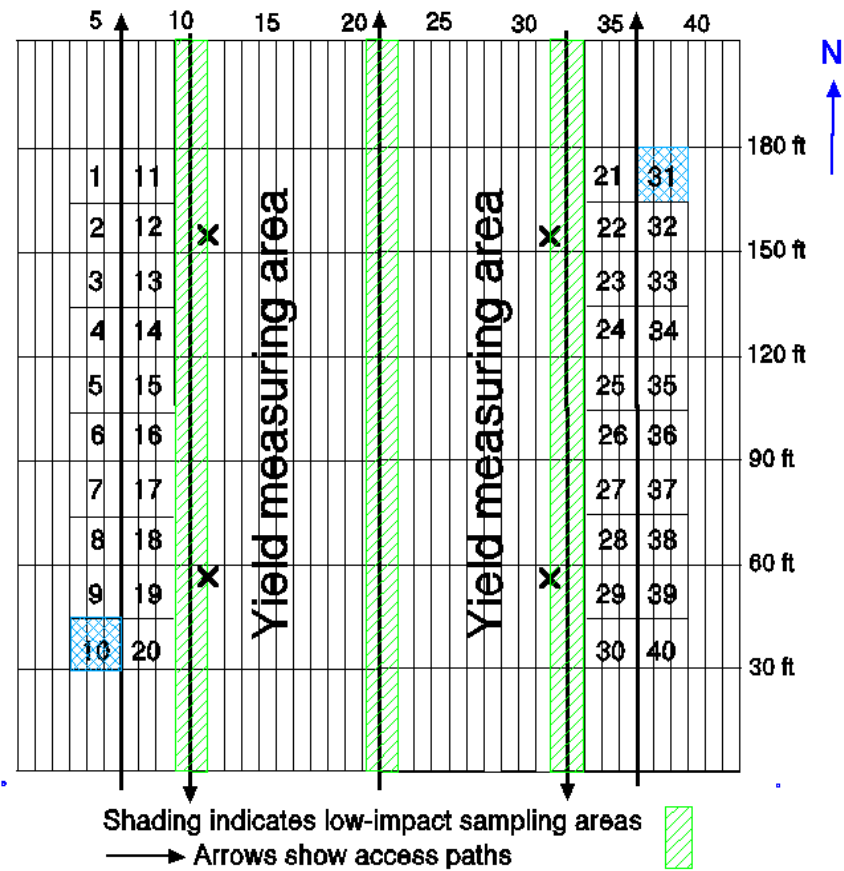 5 10 15 20 25 30 35 40
N
180 ft
1 11 21 31
2 12 22 32
150 ft
3 13 23 33
4 14 24 34
120 ft
5 15 25 35
6 16 26 36
90 ft
7 17 27 37
8 18 28 38
60 ft
9 19 29 39
10 20 30 40
30 ft
Yield measuring area
Yield measuring area
Shading indicates low-impact sampling areas
Arrows show access paths